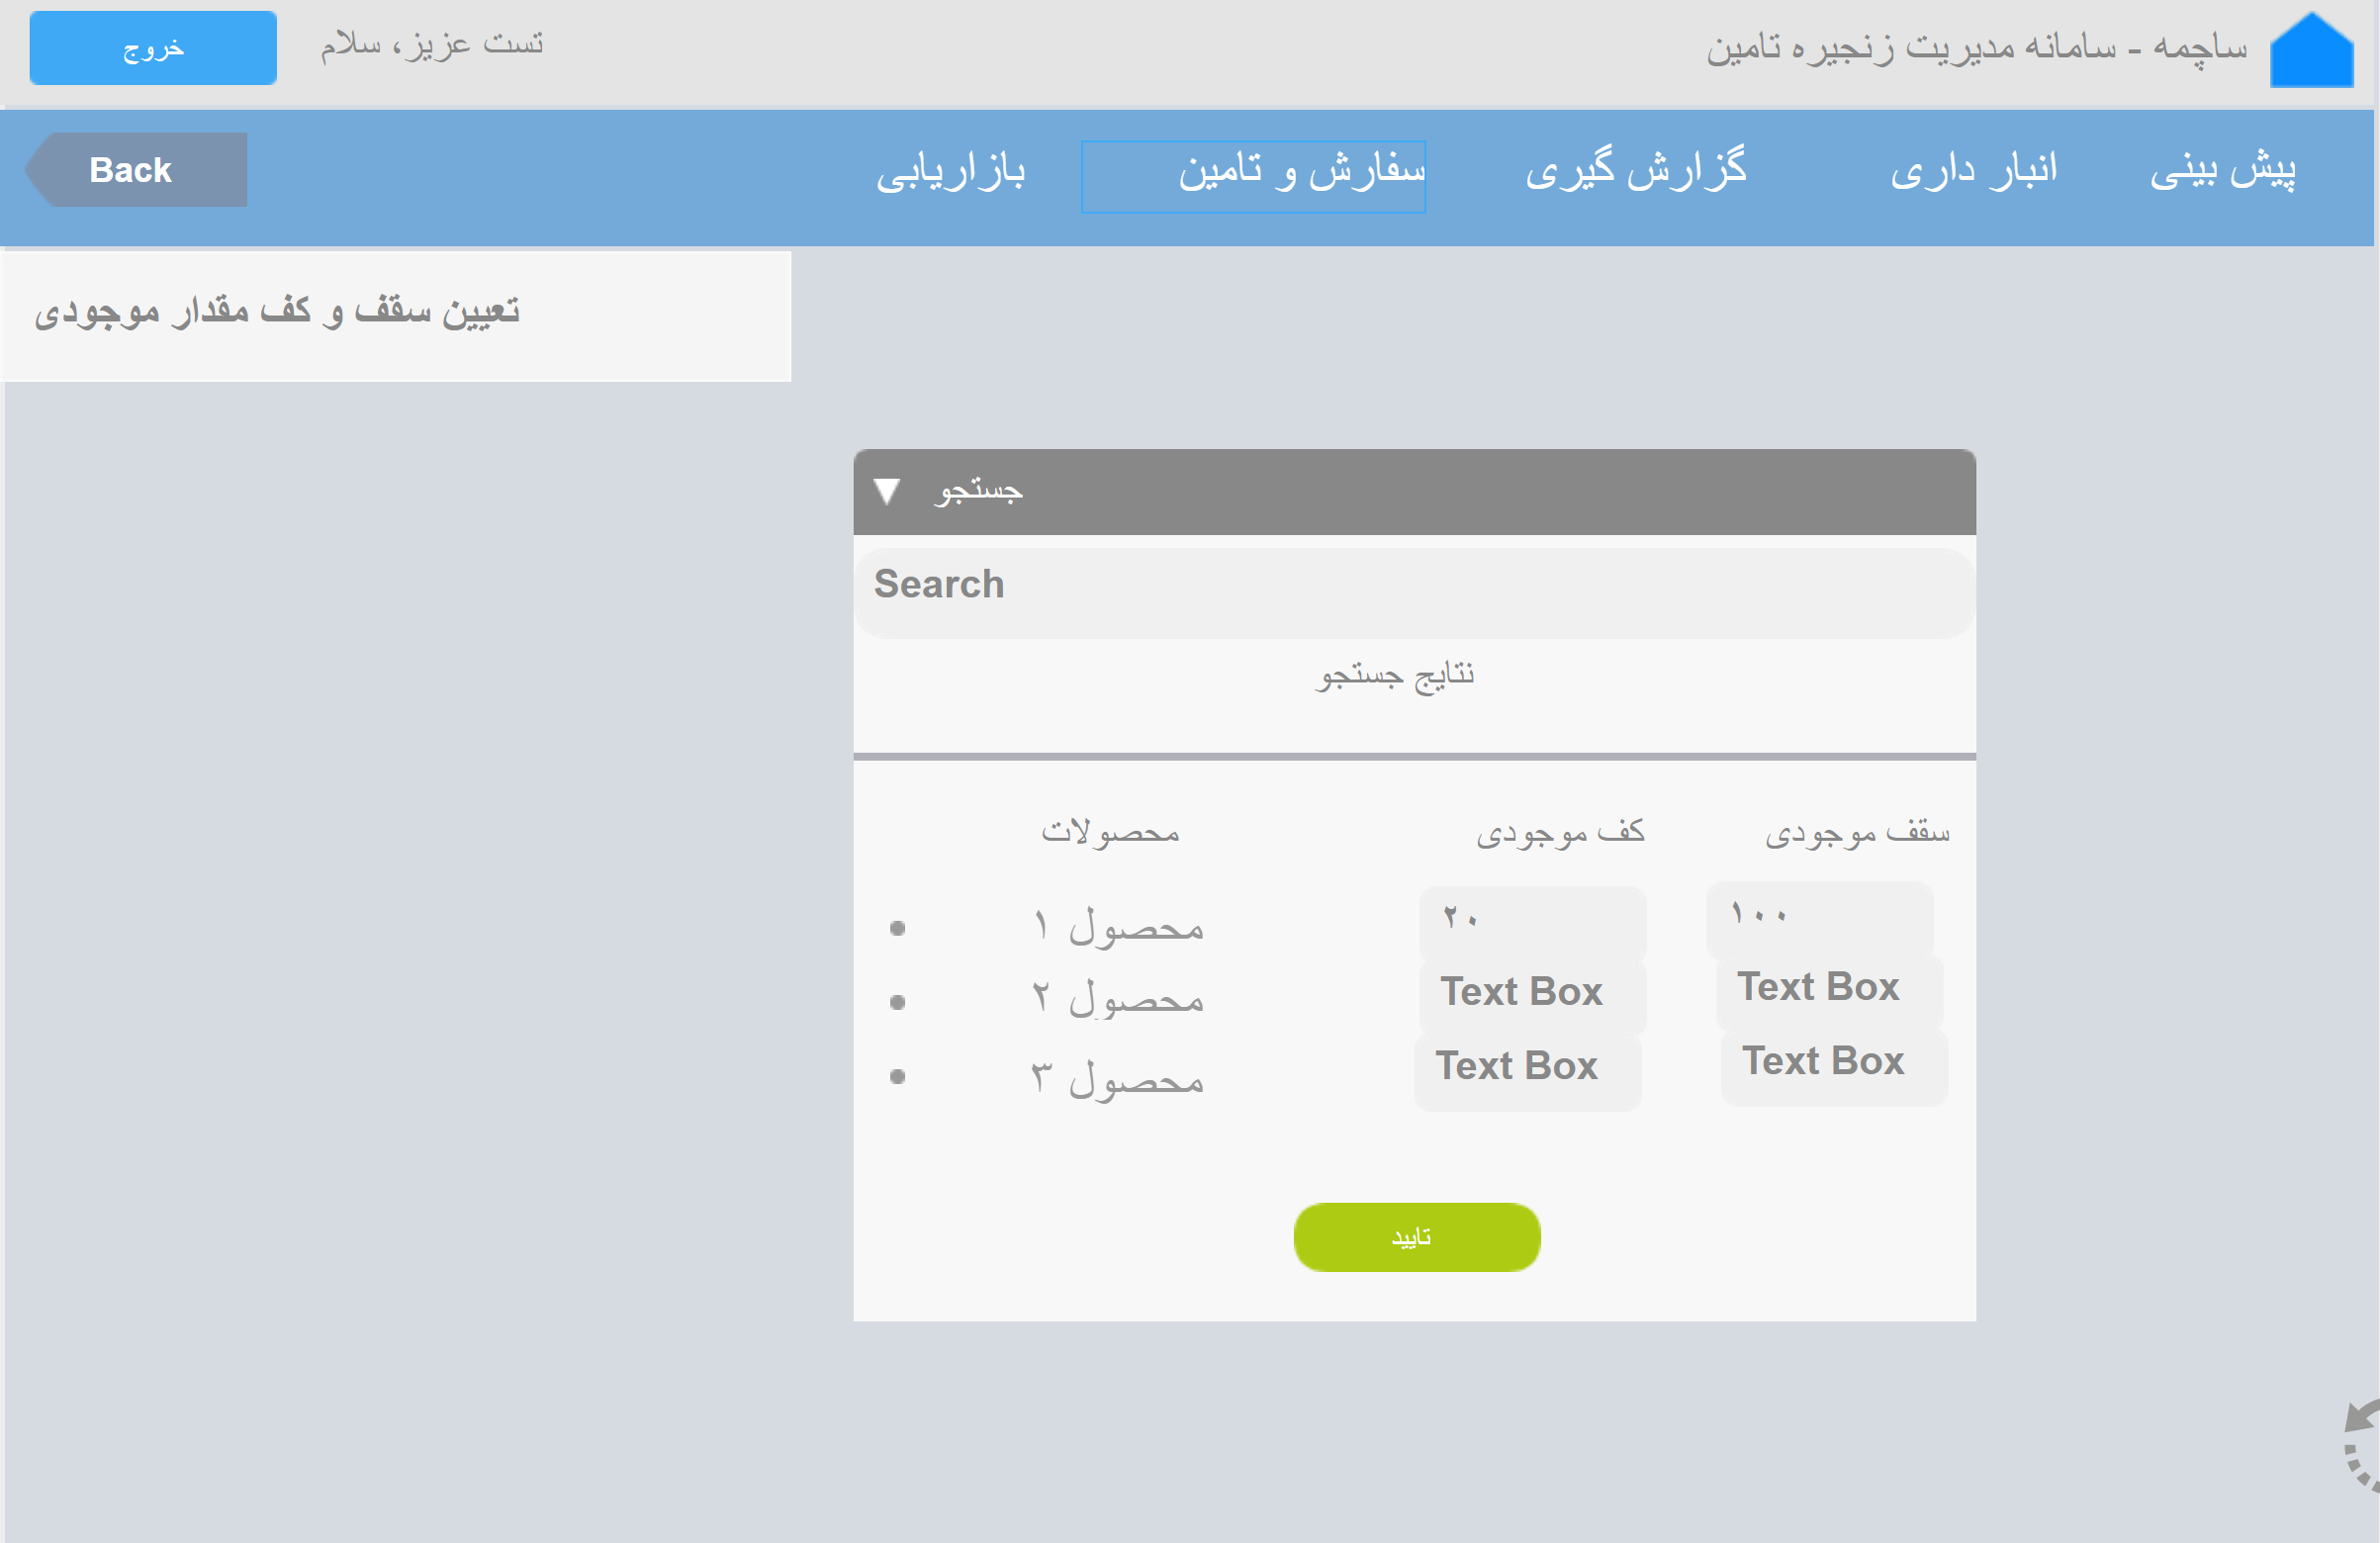 ساچمه - سامانه مدیریت زنجیره تامین
تست عزیز، سلام
خروج
پیش بینی
انبار داری
گزارش گیری
سفارش و تامین
بازاریابی
Back
تعیین سقف و کف مقدار موجودی
جستجو
Search
نتایج جستجو
سقف موجودی
کف موجودی
محصولات
۱۰۰
۲۰
محصول ۱
Text Box
Text Box
محصول ۲
Text Box
Text Box
محصول ۳
تایید